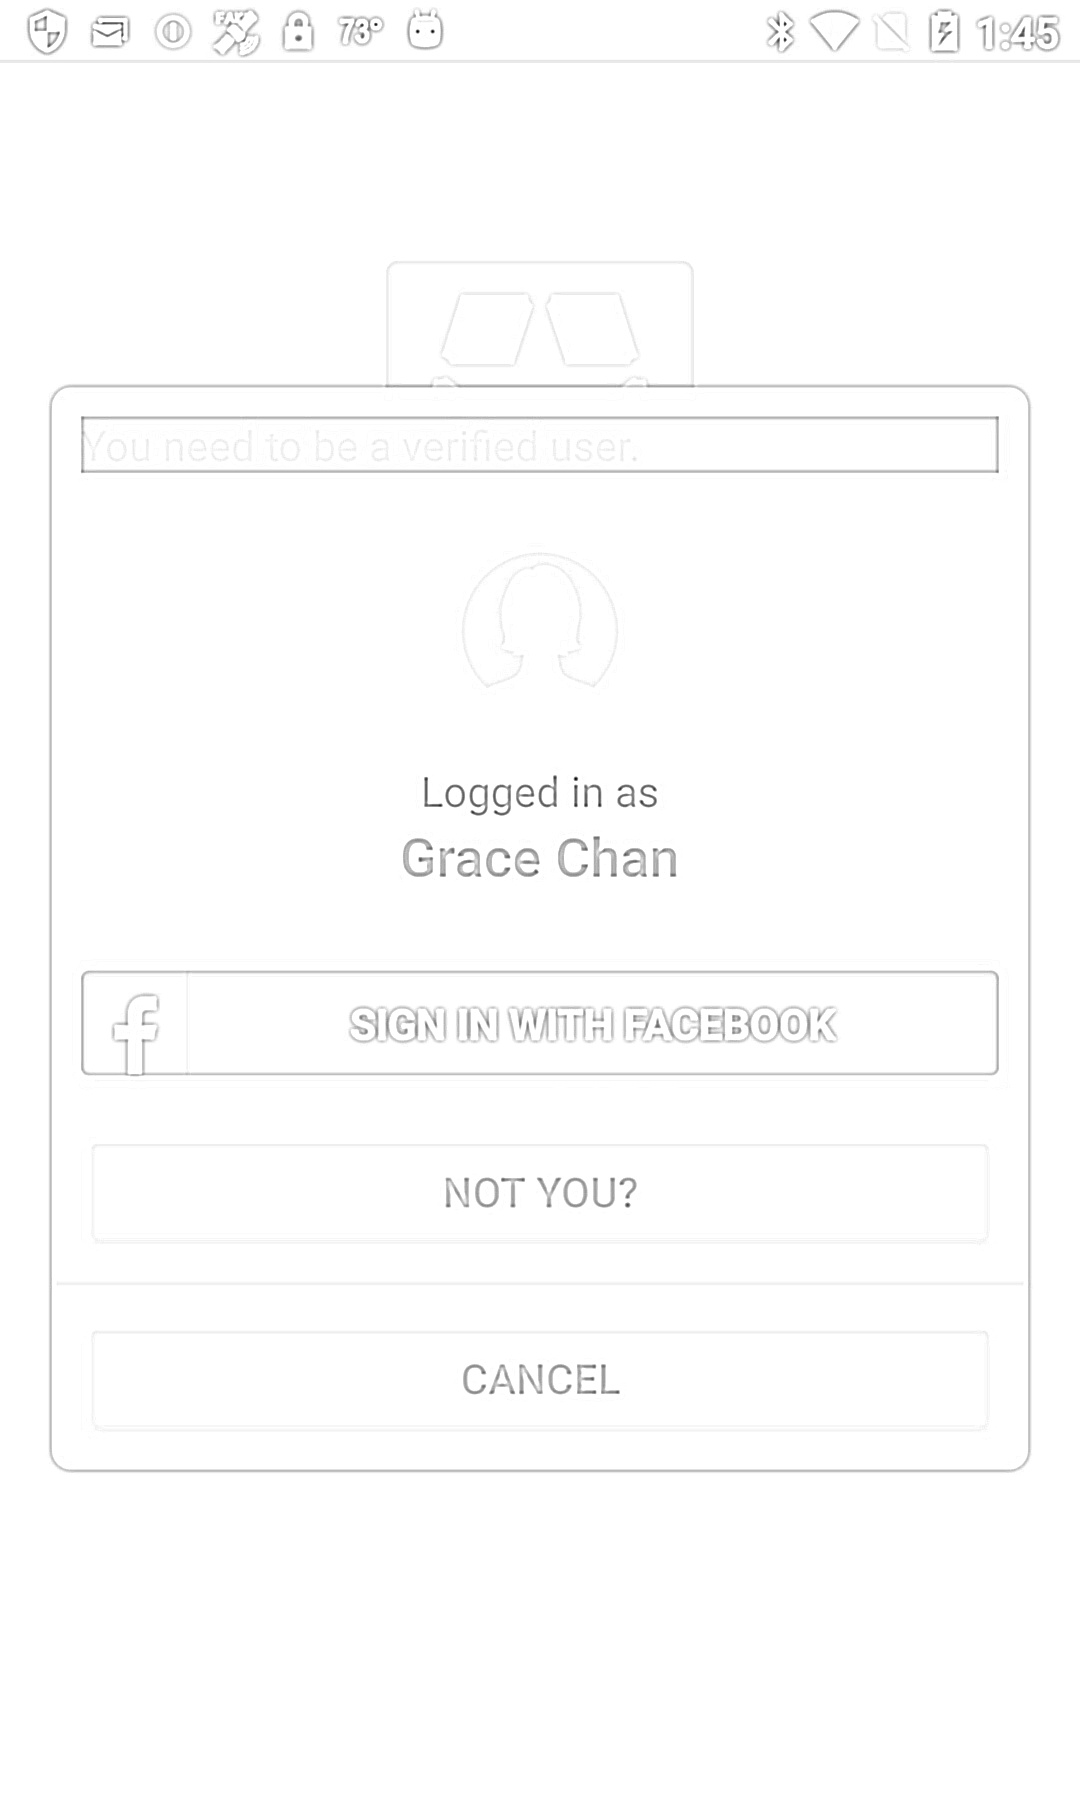 FAV 73° 1:45
You need to be a verified user.
Logged in as
Grace Chan
SIGN IN WITH FACEBOOK
NOT YOU?
CANCEL